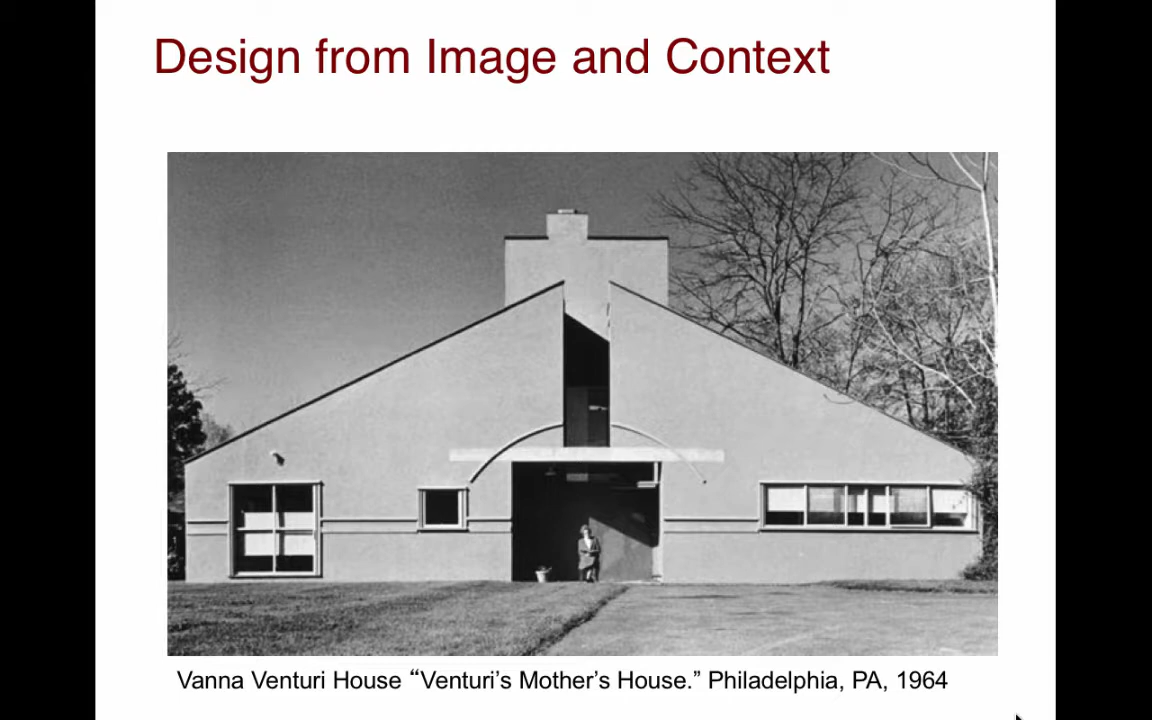 Design from Image and Context
Vanna Venturi House “Venturi’s Mother’s House.” Philadelphia, PA, 1964